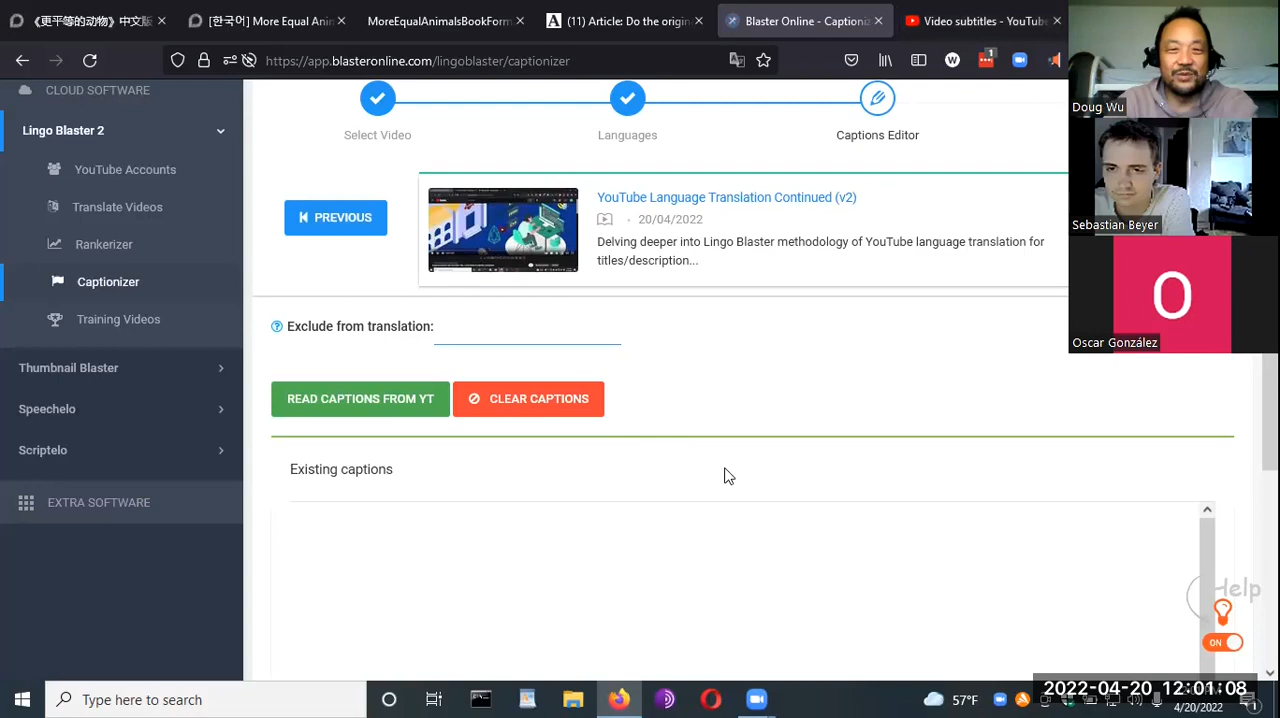 《更平等的动物》中文版
[한국어] More Equal Anim
MoreEqualAnimalsBookForm
(11) Article: Do the origin
Blaster Online - Captioniz
Video subtitles - YouTube
https://app.blasteronline.com/lingoblaster/captionizer
1
CLOUD SOFTWARE
Lingo Blaster 2
YouTube Accounts
Translate Videos
Rankerizer
Captionizer
Training Videos
Thumbnail Blaster
Speechelo
Scriptelo
EXTRA SOFTWARE
Select Video
Languages
Captions Editor
PREVIOUS
YouTube Language Translation Continued (v2)
20/04/2022
Delving deeper into Lingo Blaster methodology of YouTube language translation for
titles/description...
Exclude from translation:
READ CAPTIONS FROM YT
CLEAR CAPTIONS
Existing captions
Help
ON
Doug Wu
Sebastian Beyer
O
Oscar González
Type here to search
57°F
2022-04-20 12:01:08
4/20/2022
1